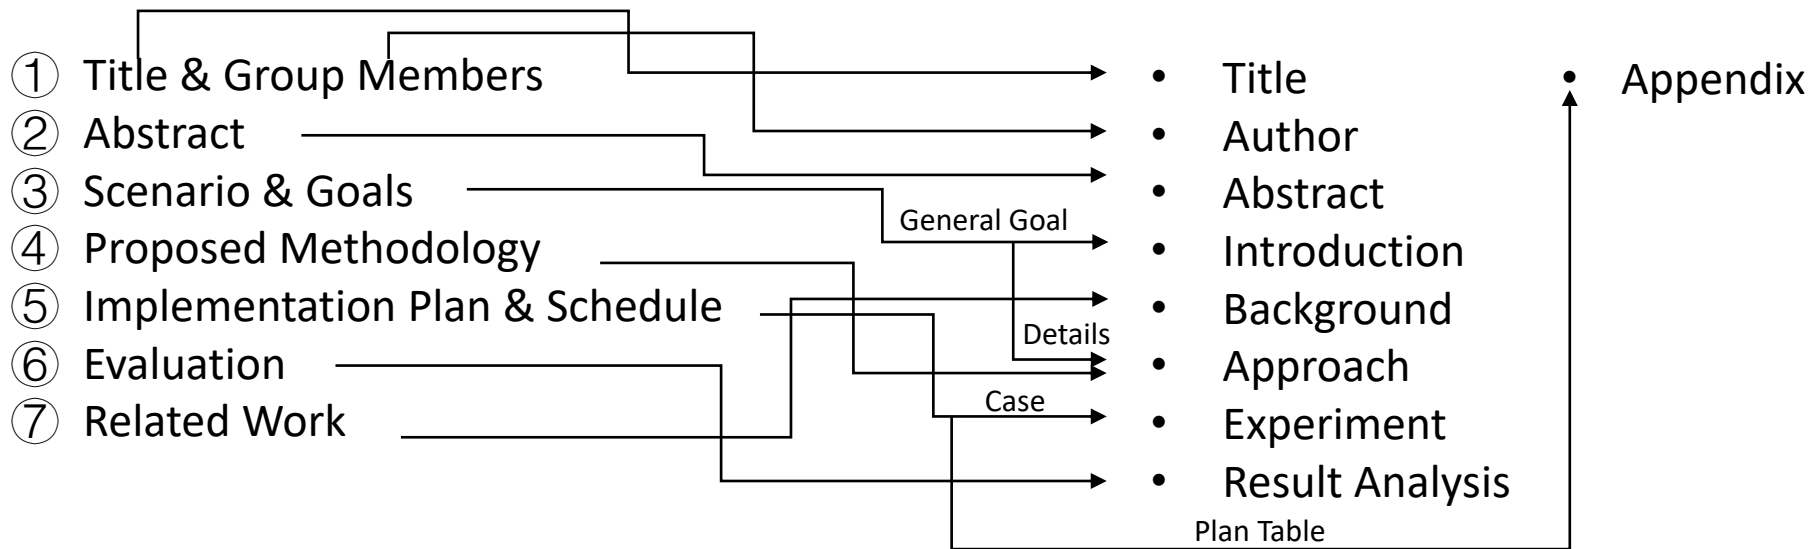 ① Title & Group Members
② Abstract
③ Scenario & Goals
④ Proposed Methodology
⑤ Implementation Plan & Schedule
⑥ Evaluation
⑦ Related Work
General Goal
Details
Case
Plan Table
• Title
• Author
• Abstract
• Introduction
• Background
• Approach
• Experiment
• Result Analysis
• Appendix